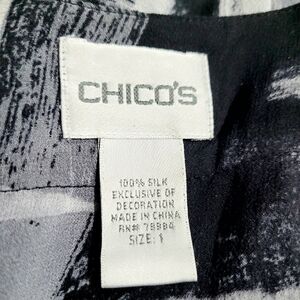 CHICO'S
100% SILK
EXCLUSIVE OF
DECORATION
MADE IN CHINA
RN# 79984
SIZE: 1